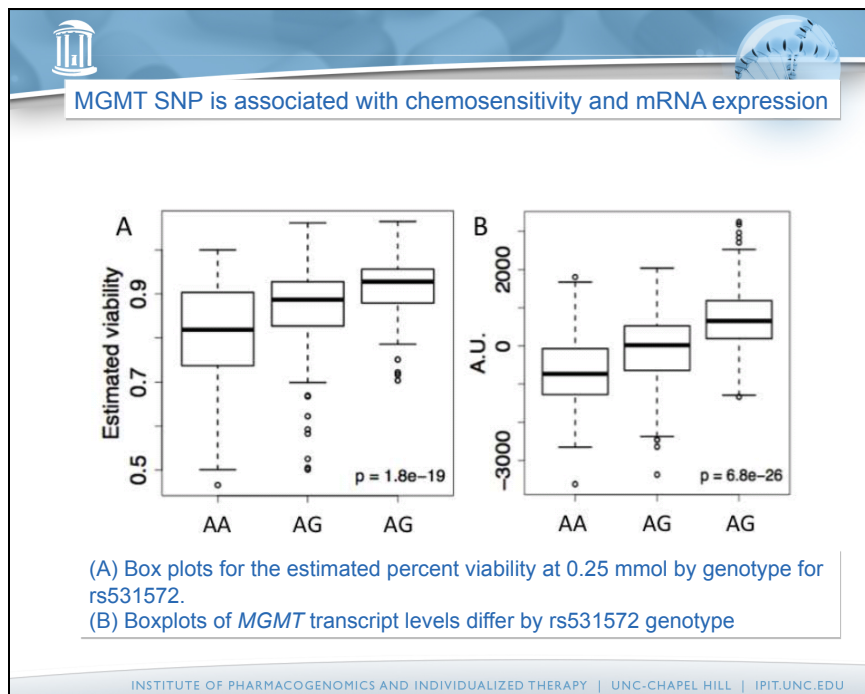 MGMT SNP is associated with chemosensitivity and mRNA expression
A
Estimated viability
0.9
0.7
0.5
p = 1.8e−19
AA AG AG
B
A.U.
2000
0
−3000
p = 6.8e−26
AA AG AG
(A) Box plots for the estimated percent viability at 0.25 mmol by genotype for
rs531572.
(B) Boxplots of MGMT transcript levels differ by rs531572 genotype
INSTITUTE OF PHARMACOGENOMICS AND INDIVIDUALIZED THERAPY | UNC-CHAPEL HILL | IPIT.UNC.EDU